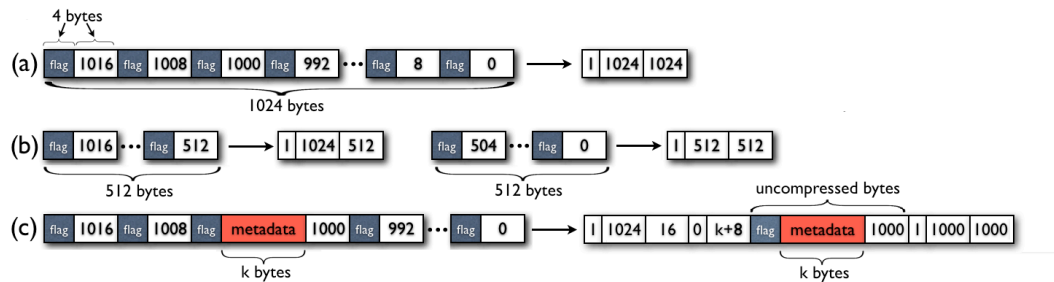 4 bytes
(a) flag 1016 flag 1008 flag 1000 flag 992 ••• flag 8 flag 0 1 1024 1024
1024 bytes
(b) flag 1016 ••• flag 512 1 1024 512 flag 504 ••• flag 0 1 512 512
512 bytes 512 bytes
uncompressed bytes
(c) flag 1016 flag 1008 flag metadata 1000 flag 992 ••• flag 0 1 1024 16 0 k+8 flag metadata 1000 1 1000 1000
k bytes k bytes